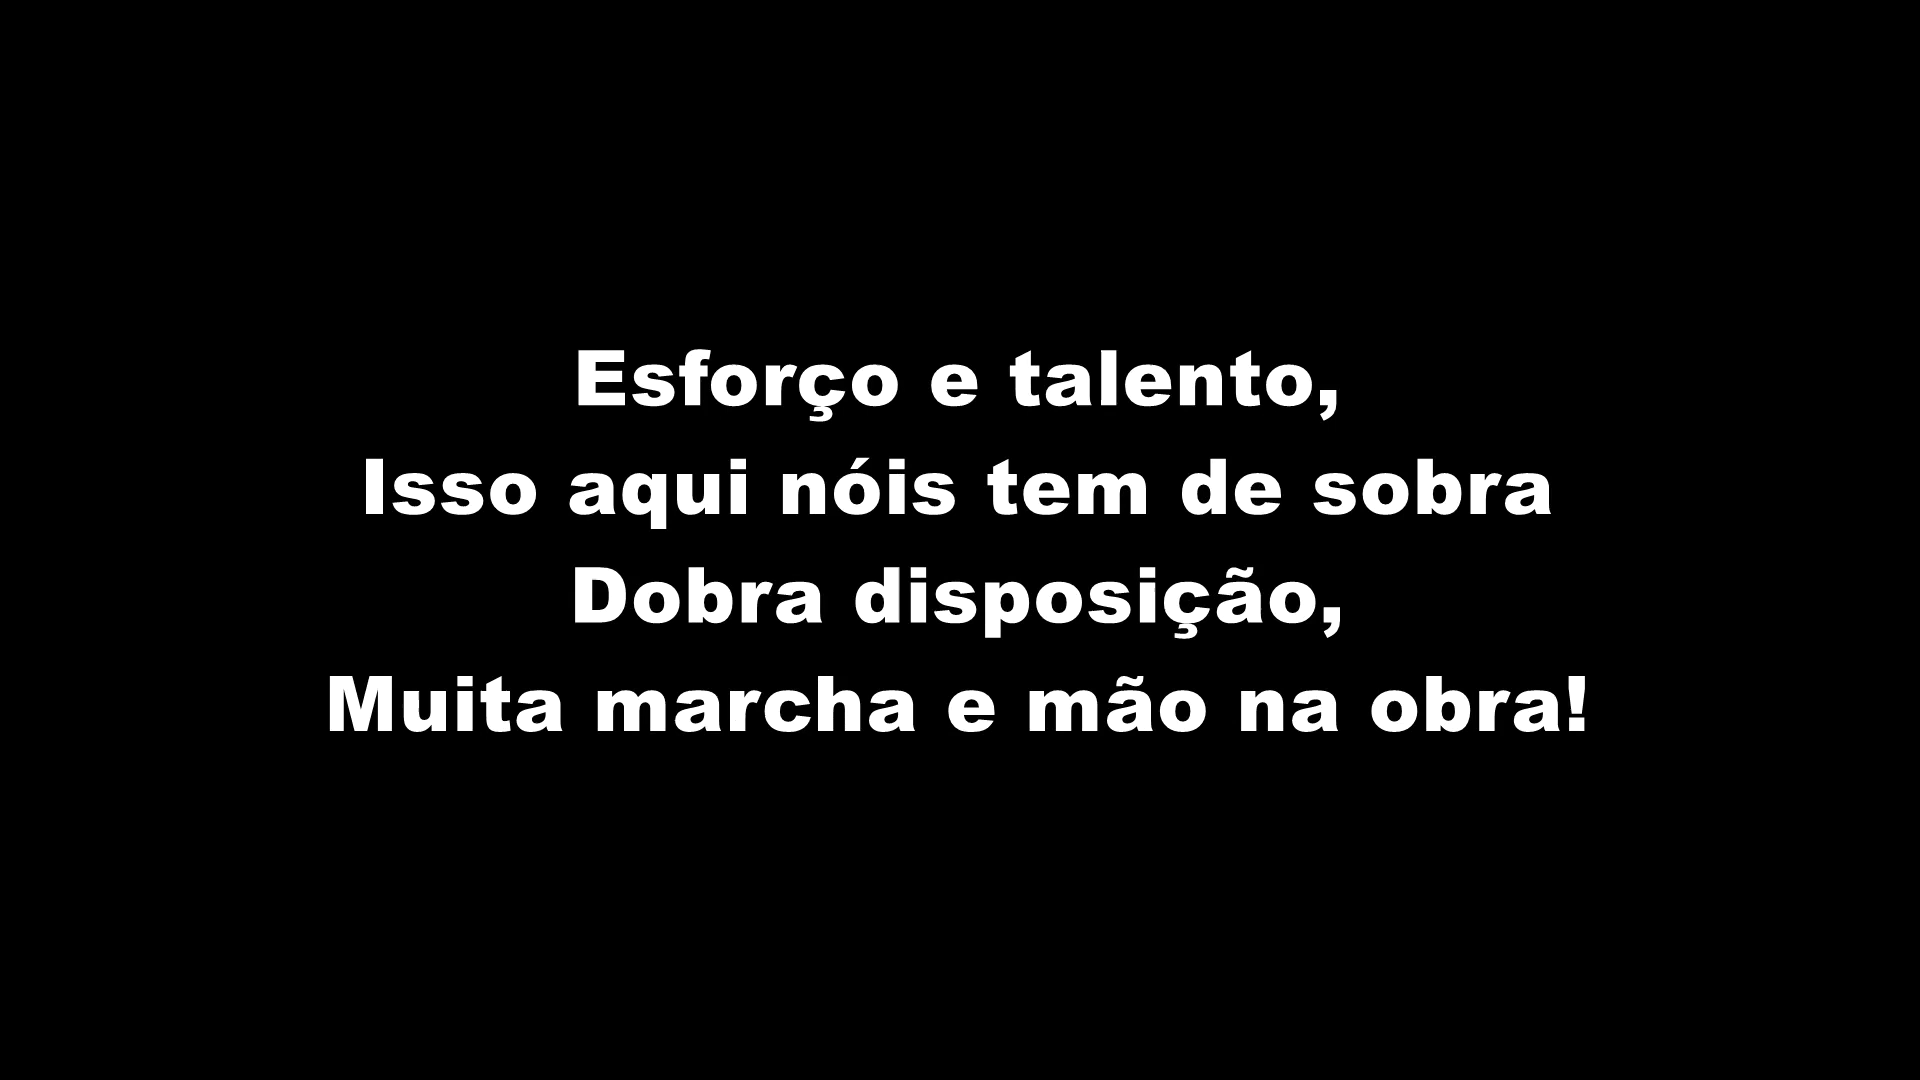 Esforço e talento,
Isso aqui nóis tem de sobra
Dobra disposição,
Muita marcha e mão na obra!